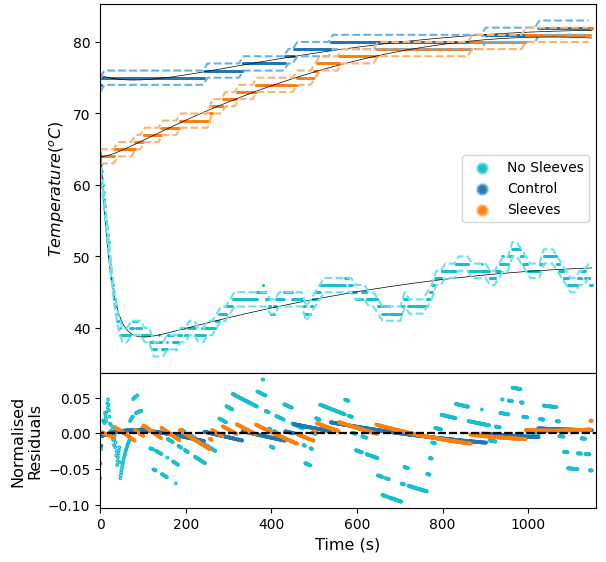 80
70
60
50
40
Temperature(°C)
No Sleeves
Control
Sleeves
0.05
0.00
−0.05
−0.10
Normalised
Residuals
0
200
400
600
800
1000
Time (s)